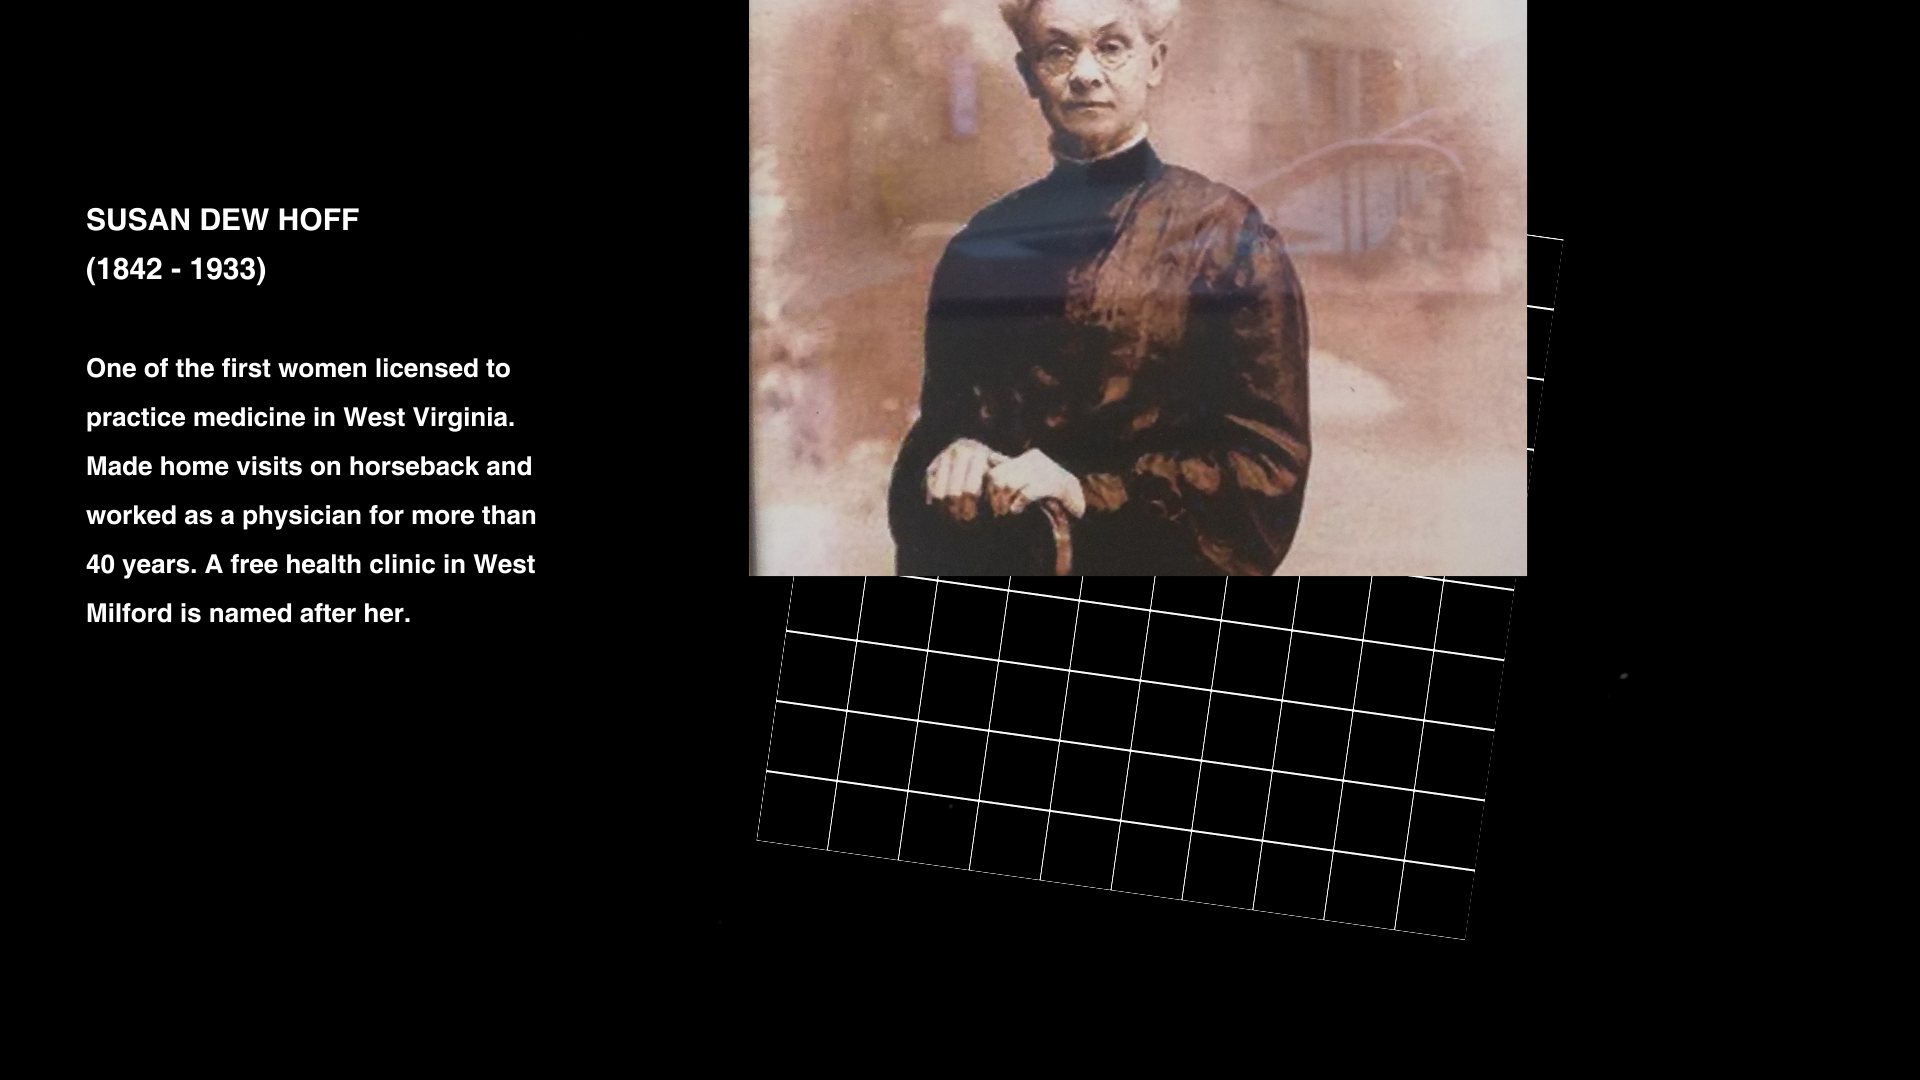 SUSAN DEW HOFF
(1842 - 1933)
One of the first women licensed to
practice medicine in West Virginia.
Made home visits on horseback and
worked as a physician for more than
40 years. A free health clinic in West
Milford is named after her.